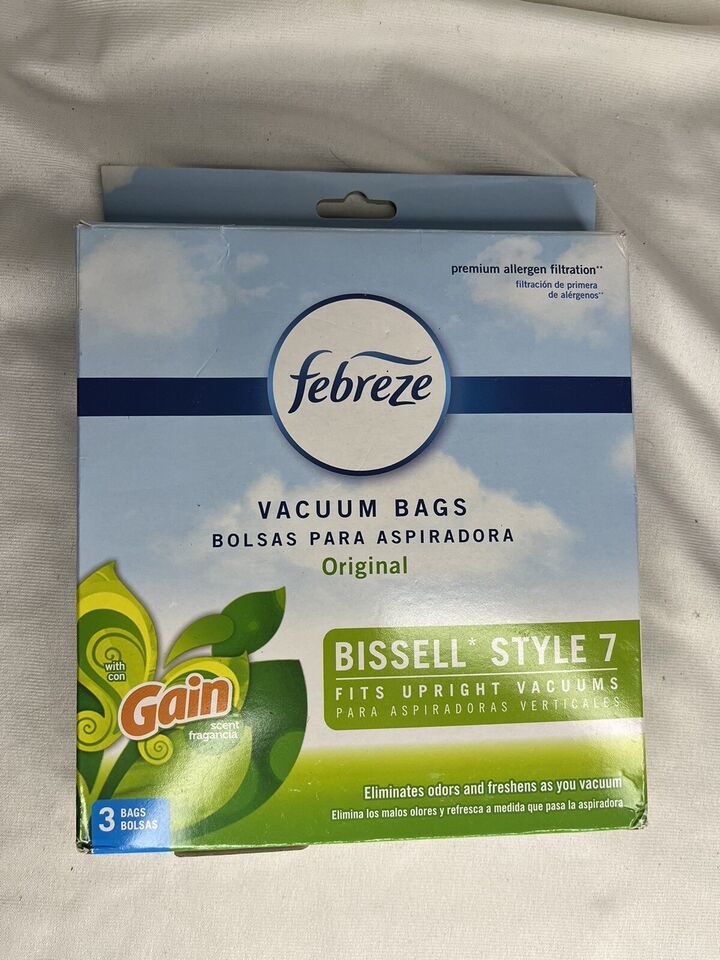 premium allergen filtration**
filtración de primera
de alérgenos**
febreze
VACUUM BAGS
BOLSAS PARA ASPIRADORA
Original
BISSELL* STYLE 7
FITS UPRIGHT VACUUMS
PARA ASPIRADORAS VERTICALES
with
con
Gain
scent
fragancia
Eliminates odors and freshens as you vacuum
Elimina los malos olores y refresca a medida que pasa la aspiradora
3 BAGS
BOLSAS